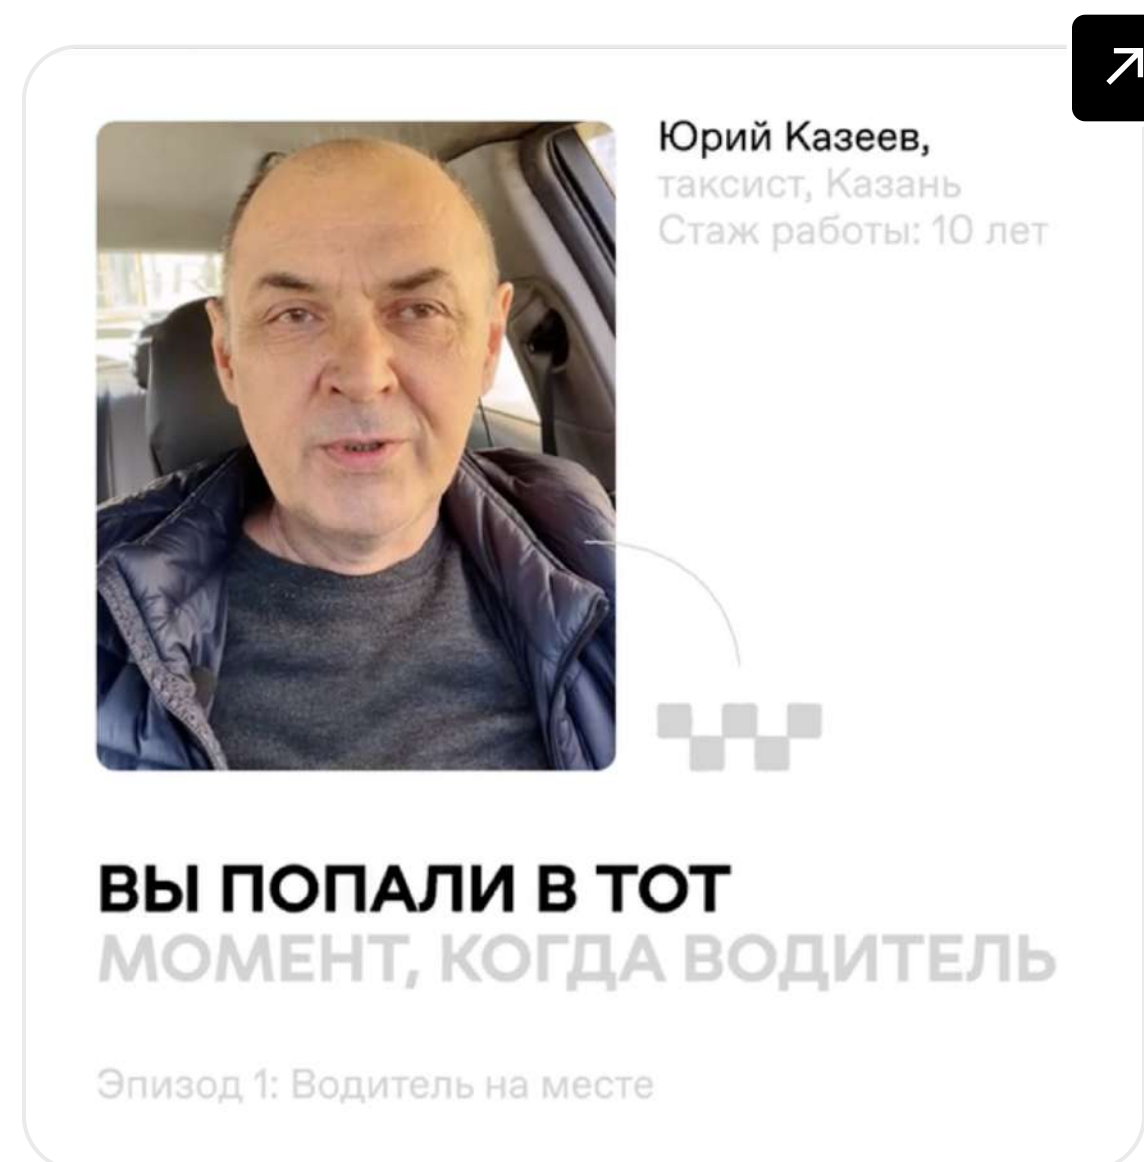 Юрий Казеев,
таксист, Казань
Стаж работы: 10 лет
ВЫ ПОПАЛИ В ТОТ
МОМЕНТ, КОГДА ВОДИТЕЛЬ
Эпизод 1: Водитель на месте